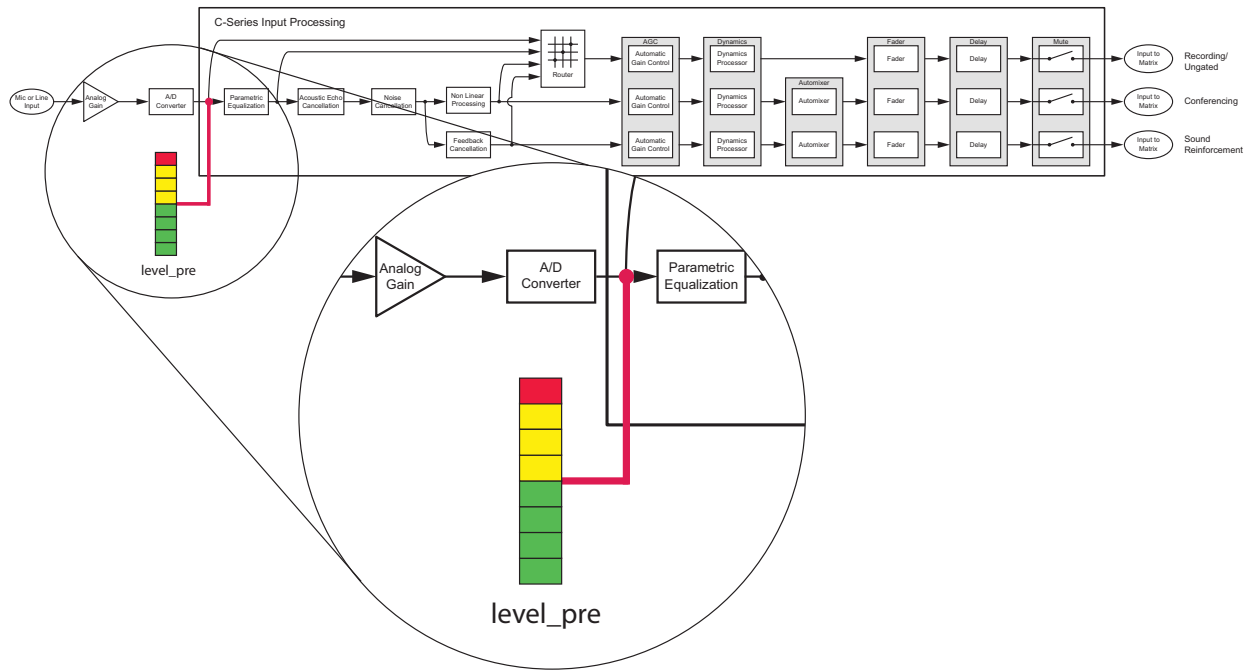 C-Series Input Processing
Mic or Line
Input
Analog
Gain
A/D
Converter
Parametric
Equalization
Acoustic Echo
Cancellation
Noise
Cancellation
Non Linear
Processing
Feedback
Cancellation
Router
AGC
Automatic
Gain Control
Automatic
Gain Control
Automatic
Gain Control
Dynamics
Dynamics
Processor
Dynamics
Processor
Dynamics
Processor
Automixer
Automixer
Automixer
Fader
Fader
Fader
Fader
Delay
Delay
Delay
Delay
Mute
Input to
Matrix
Recording/
Ungated
Input to
Matrix
Conferencing
Input to
Matrix
Sound
Reinforcement
level_pre
Analog
Gain
A/D
Converter
Parametric
Equalization
level_pre